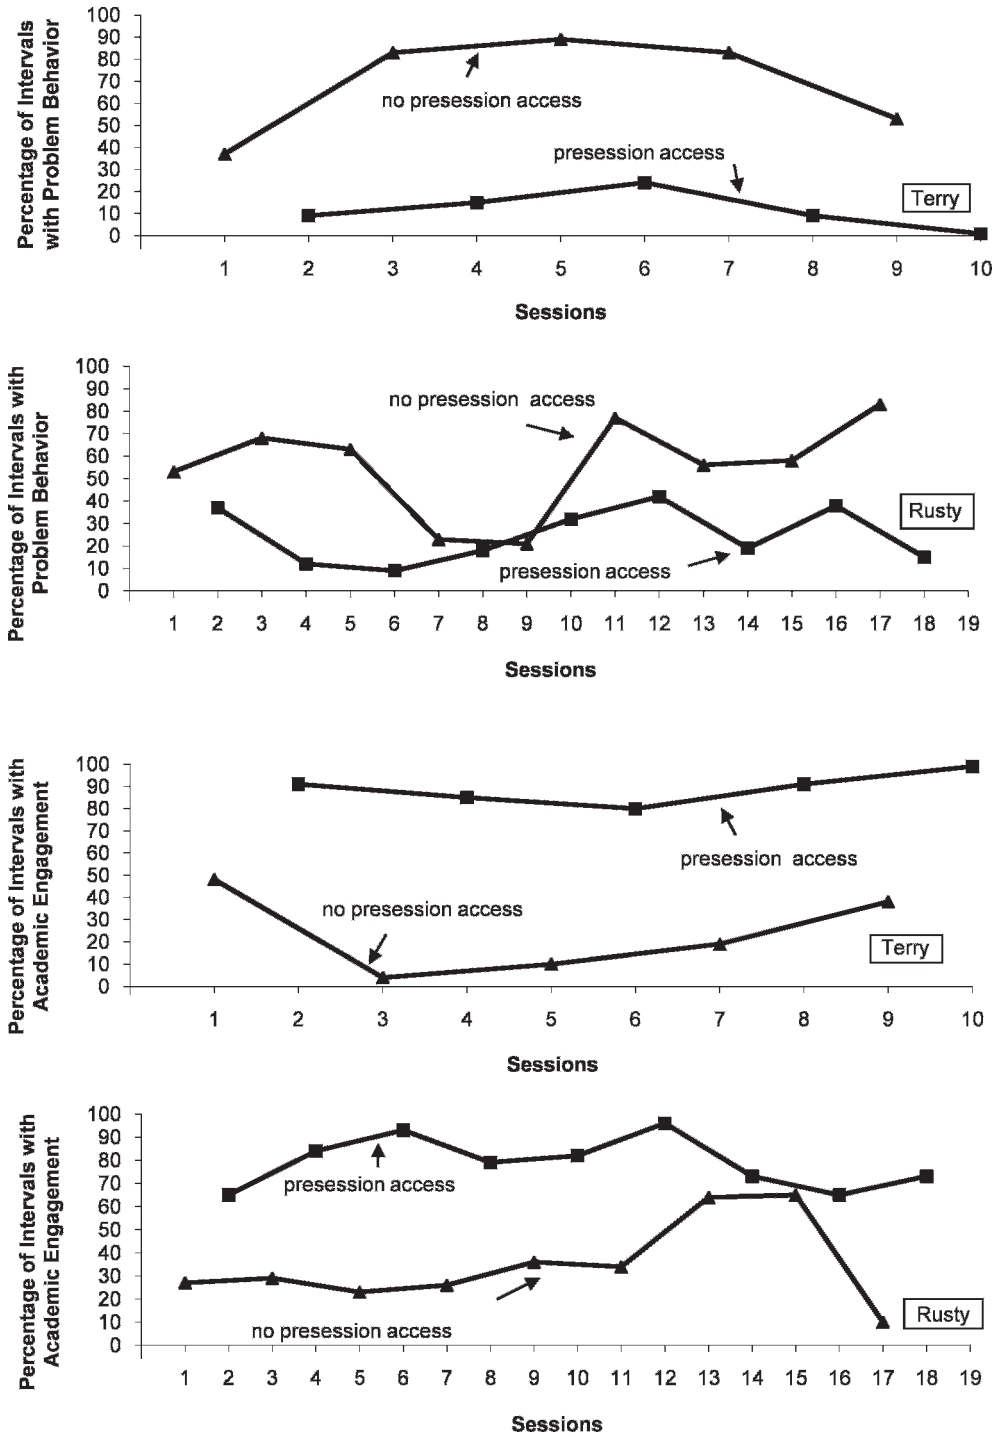 Percentage of Intervals
with Problem Behavior
100
90
80
70
60
50
40
30
20
10
0
no presession access
presession access
Terry
1 2 3 4 5 6 7 8 9 10
Sessions
Percentage of Intervals with
Problem Behavior
100
90
80
70
60
50
40
30
20
10
0
no presession access
Rusty
presession access
1 2 3 4 5 6 7 8 9 10 11 12 13 14 15 16 17 18 19
Sessions
Percentage of Intervals with
Academic Engagement
100
90
80
70
60
50
40
30
20
10
0
presession access
no presession access
Terry
1 2 3 4 5 6 7 8 9 10
Sessions
Percentage of Intervals with
Academic Engagement
100
90
80
70
60
50
40
30
20
10
0
presession access
no presession access
Rusty
1 2 3 4 5 6 7 8 9 10 11 12 13 14 15 16 17 18 19
Sessions